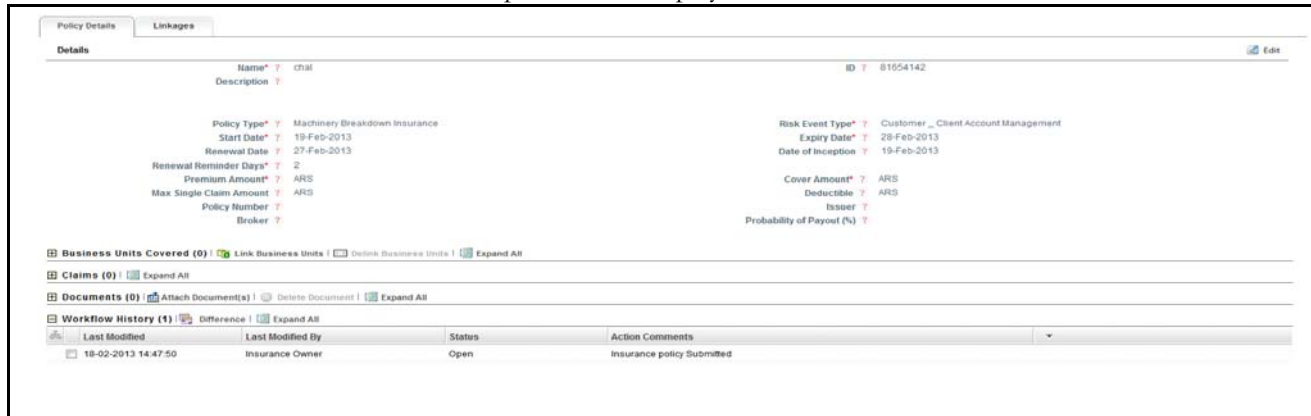 Policy Details Linkages
Details Edit
Name* ? chal ID ? 81654142
Description ?
Policy Type* ? Machinery Breakdown Insurance Risk Event Type* ? Customer _ Client Account Management
Start Date* ? 19-Feb-2013 Expiry Date* ? 28-Feb-2013
Renewal Date ? 27-Feb-2013 Date of Inception ? 19-Feb-2013
Renewal Reminder Days* ? 2
Premium Amount* ? ARS Cover Amount* ? ARS
Max Single Claim Amount ? ARS Deductible ? ARS
Policy Number ? Issuer ?
Broker ? Probability of Payout (%) ?
Business Units Covered (0) | Link Business Units | Delink Business Units | Expand All
Claims (0) | Expand All
Documents (0) | Attach Document(s) | Delete Document | Expand All
Workflow History (1) | Difference | Expand All
Last Modified Last Modified By Status Action Comments
18-02-2013 14:47:50 Insurance Owner Open Insurance policy Submitted